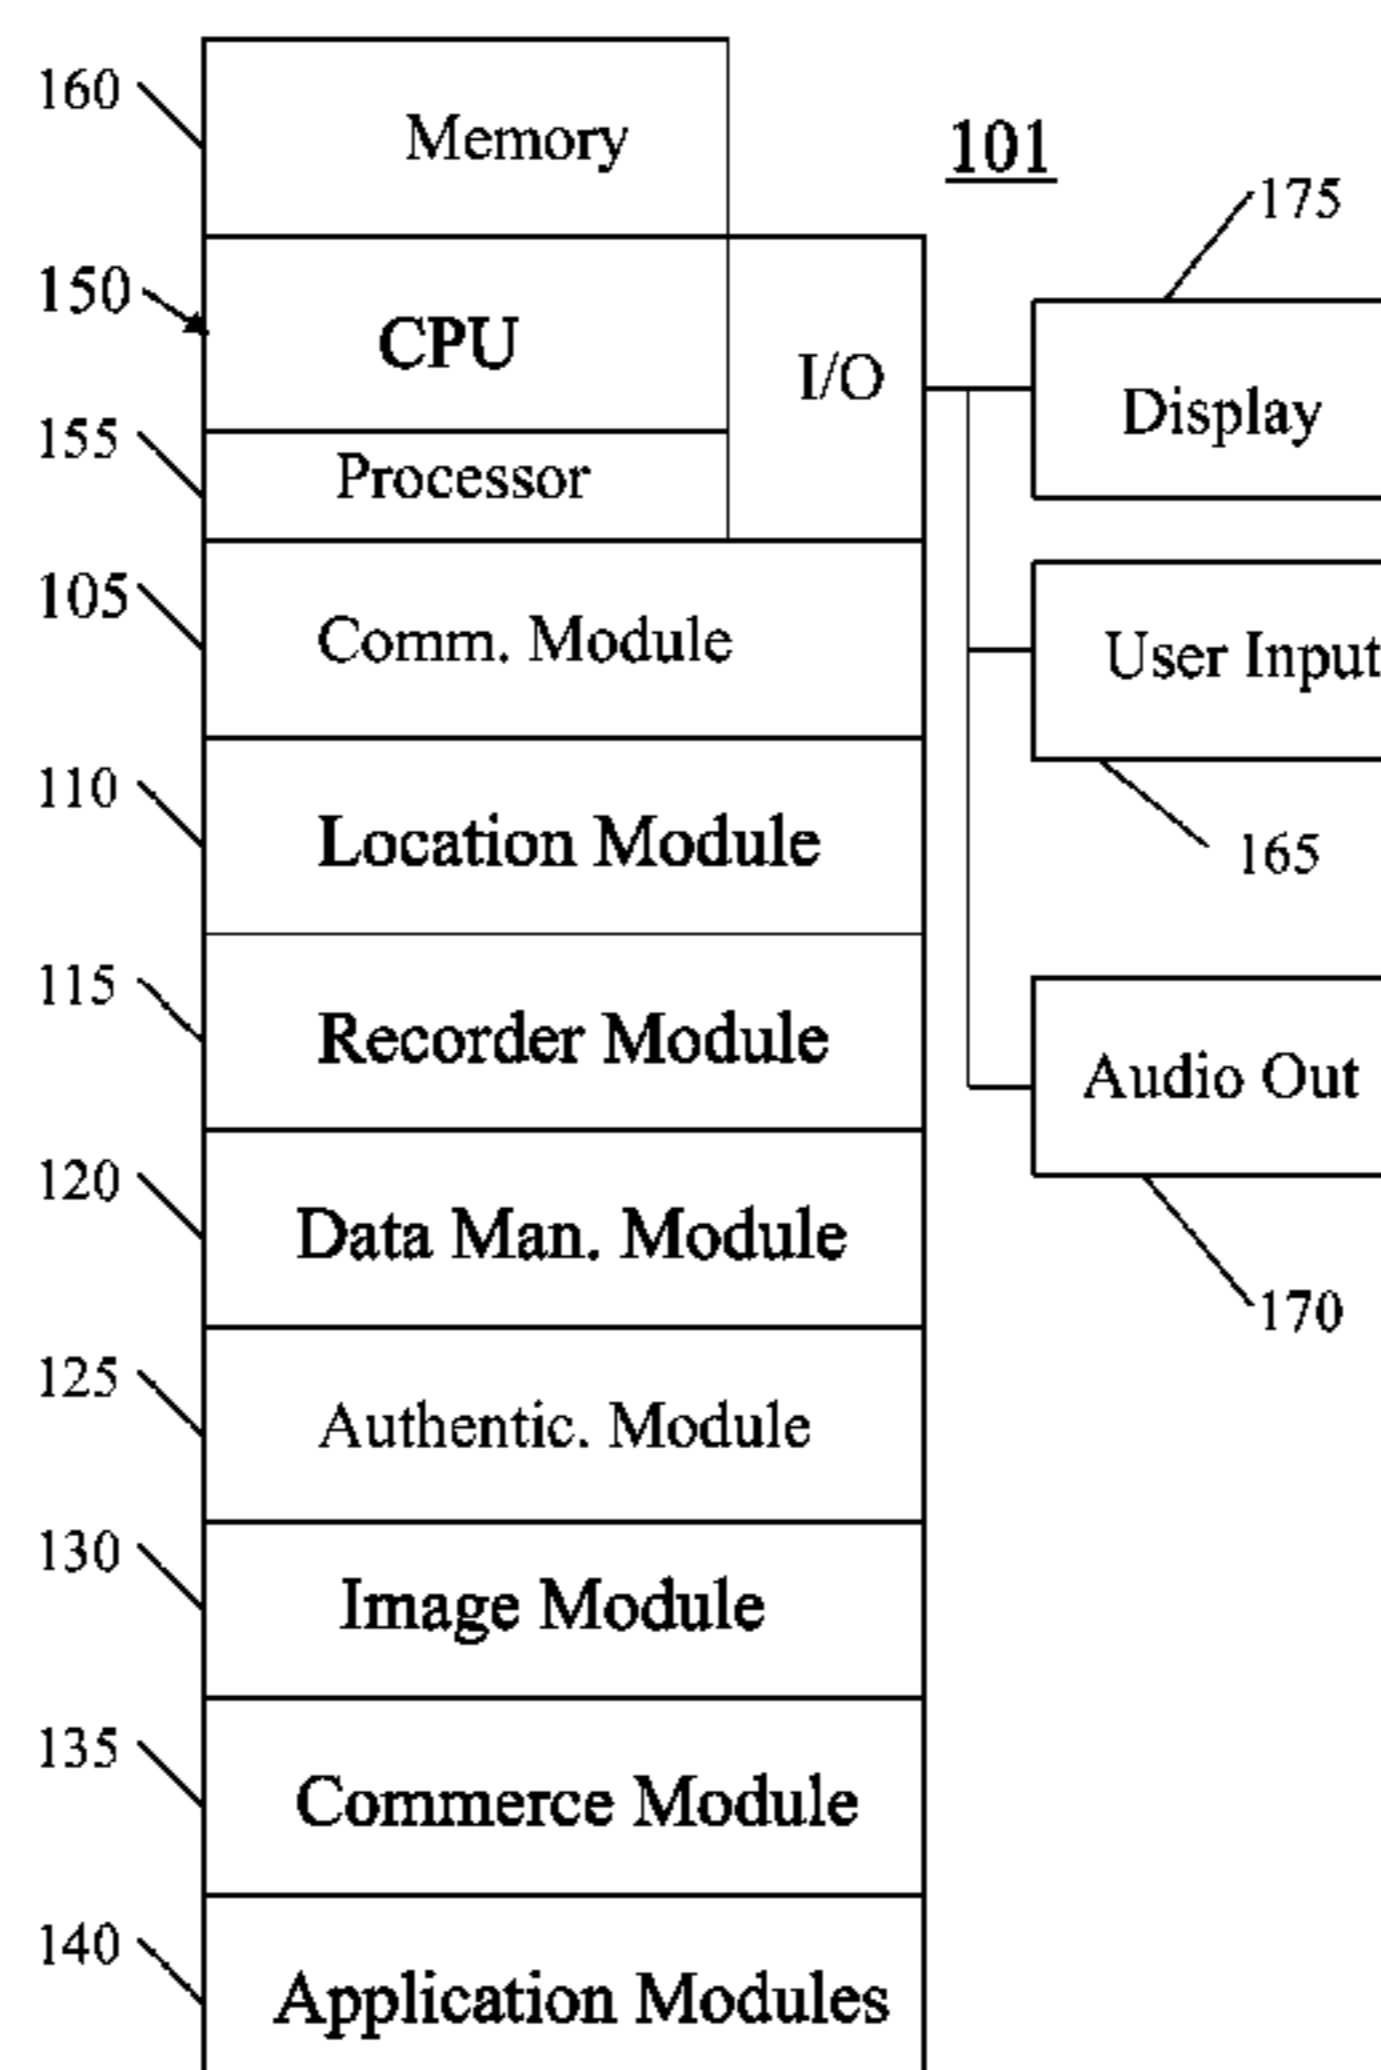 160
Memory
101
175
150
CPU
I/O
Display
155
Processor
105
Comm. Module
User Input
110
Location Module
165
115
Recorder Module
Audio Out
120
Data Man. Module
170
125
Authentic. Module
130
Image Module
135
Commerce Module
140
Application Modules